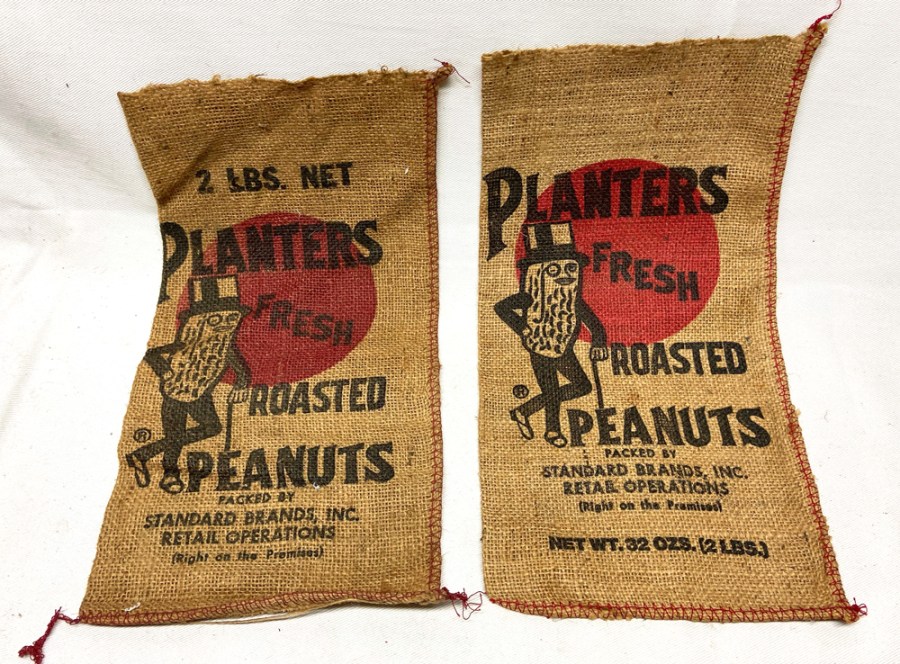 2 LBS. NET
PLANTERS
FRESH
ROASTED
®
PEANUTS
PACKED BY
STANDARD BRANDS, INC.
RETAIL OPERATIONS
(Right on the Premises)
PLANTERS
FRESH
ROASTED
®
PEANUTS
PACKED BY
STANDARD BRANDS, INC.
RETAIL OPERATIONS
(Right on the Premises)
NET WT. 32 OZS. (2 LBS.)